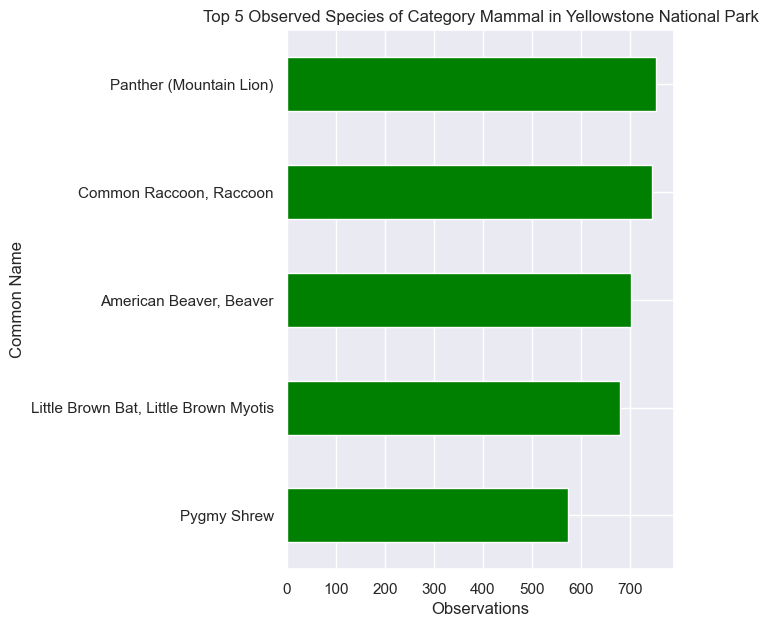 Top 5 Observed Species of Category Mammal in Yellowstone National Park
Common Name
Panther (Mountain Lion)
Common Raccoon, Raccoon
American Beaver, Beaver
Little Brown Bat, Little Brown Myotis
Pygmy Shrew
0 100 200 300 400 500 600 700
Observations